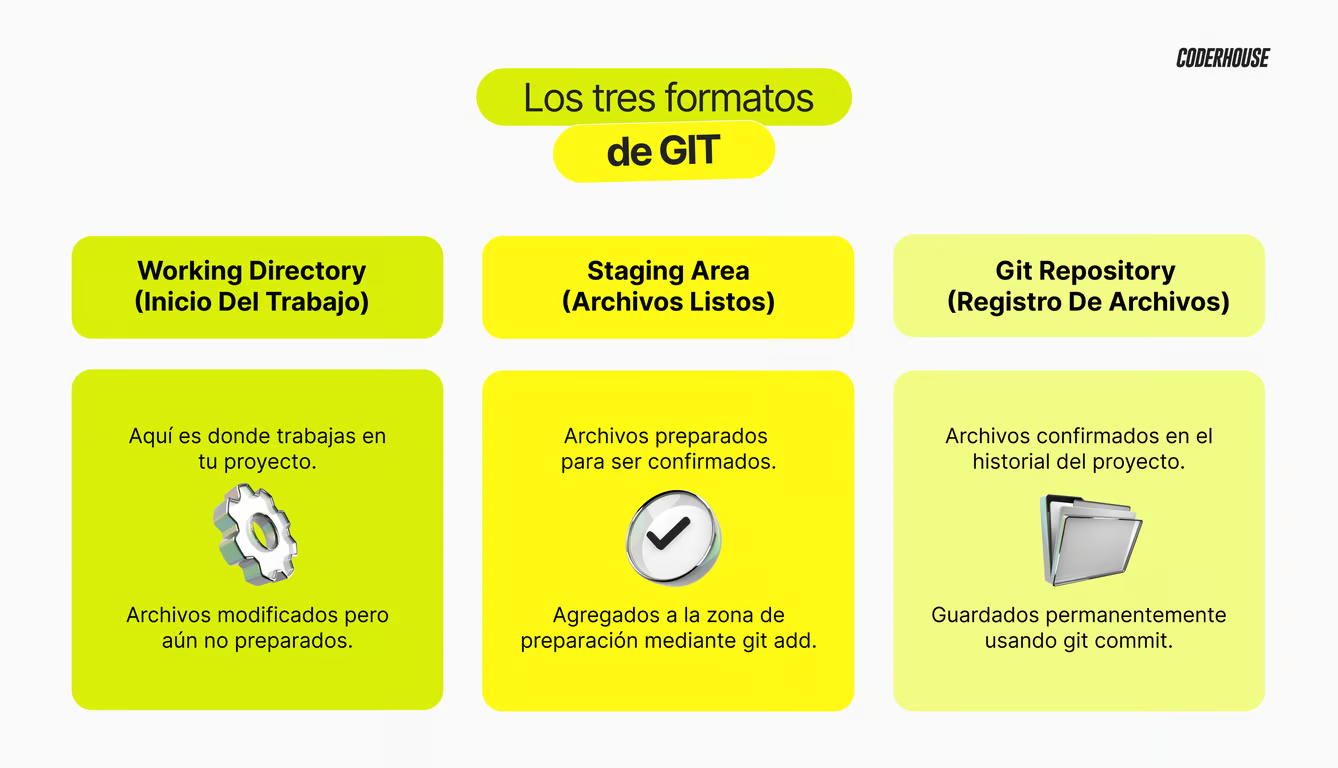 CODERHOUSE
Los tres formatos
de GIT
Working Directory
(Inicio Del Trabajo)
Aquí es donde trabajas en
tu proyecto.
Archivos modificados pero
aún no preparados.
Staging Area
(Archivos Listos)
Archivos preparados
para ser confirmados.
Agregados a la zona de
preparación mediante git add.
Git Repository
(Registro De Archivos)
Archivos confirmados en el
historial del proyecto.
Guardados permanentemente
usando git commit.